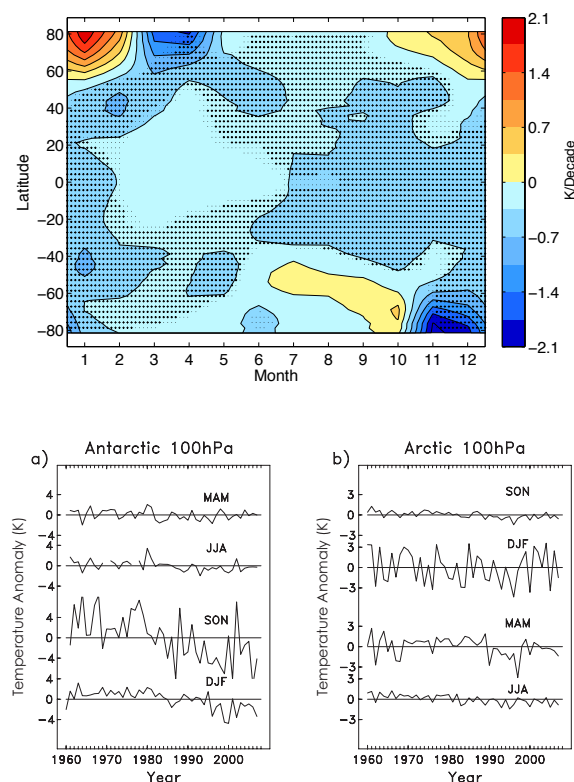 80
60
40
20
0
−20
−40
−60
−80
Latitude
1 2 3 4 5 6 7 8 9 10 11 12
Month
2.1
1.4
0.7
0
−0.7
−1.4
−2.1
K/Decade
a) Antarctic 100hPa
Temperature Anomaly (K)
4
0
-4
MAM
4
0
JJA
4
0
-4
SON
4
0
-4
DJF
1960 1970 1980 1990 2000
Year
b) Arctic 100hPa
Temperature Anomaly (K)
3
0
-3
SON
3
0
-3
DJF
3
0
-3
MAM
3
0
-3
JJA
1960 1970 1980 1990 2000
Year